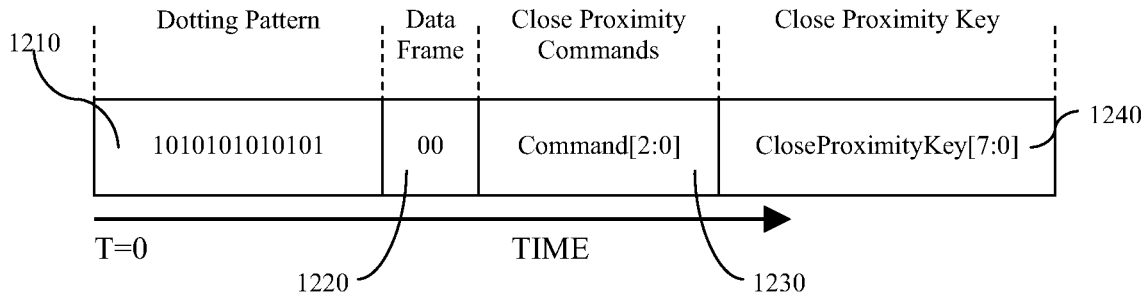 Dotting Pattern
Data
Frame
Close Proximity
Commands
Close Proximity Key
1210
1240
1010101010101
00
Command[2:0]
CloseProximityKey[7:0]
T=0
TIME
1220
1230